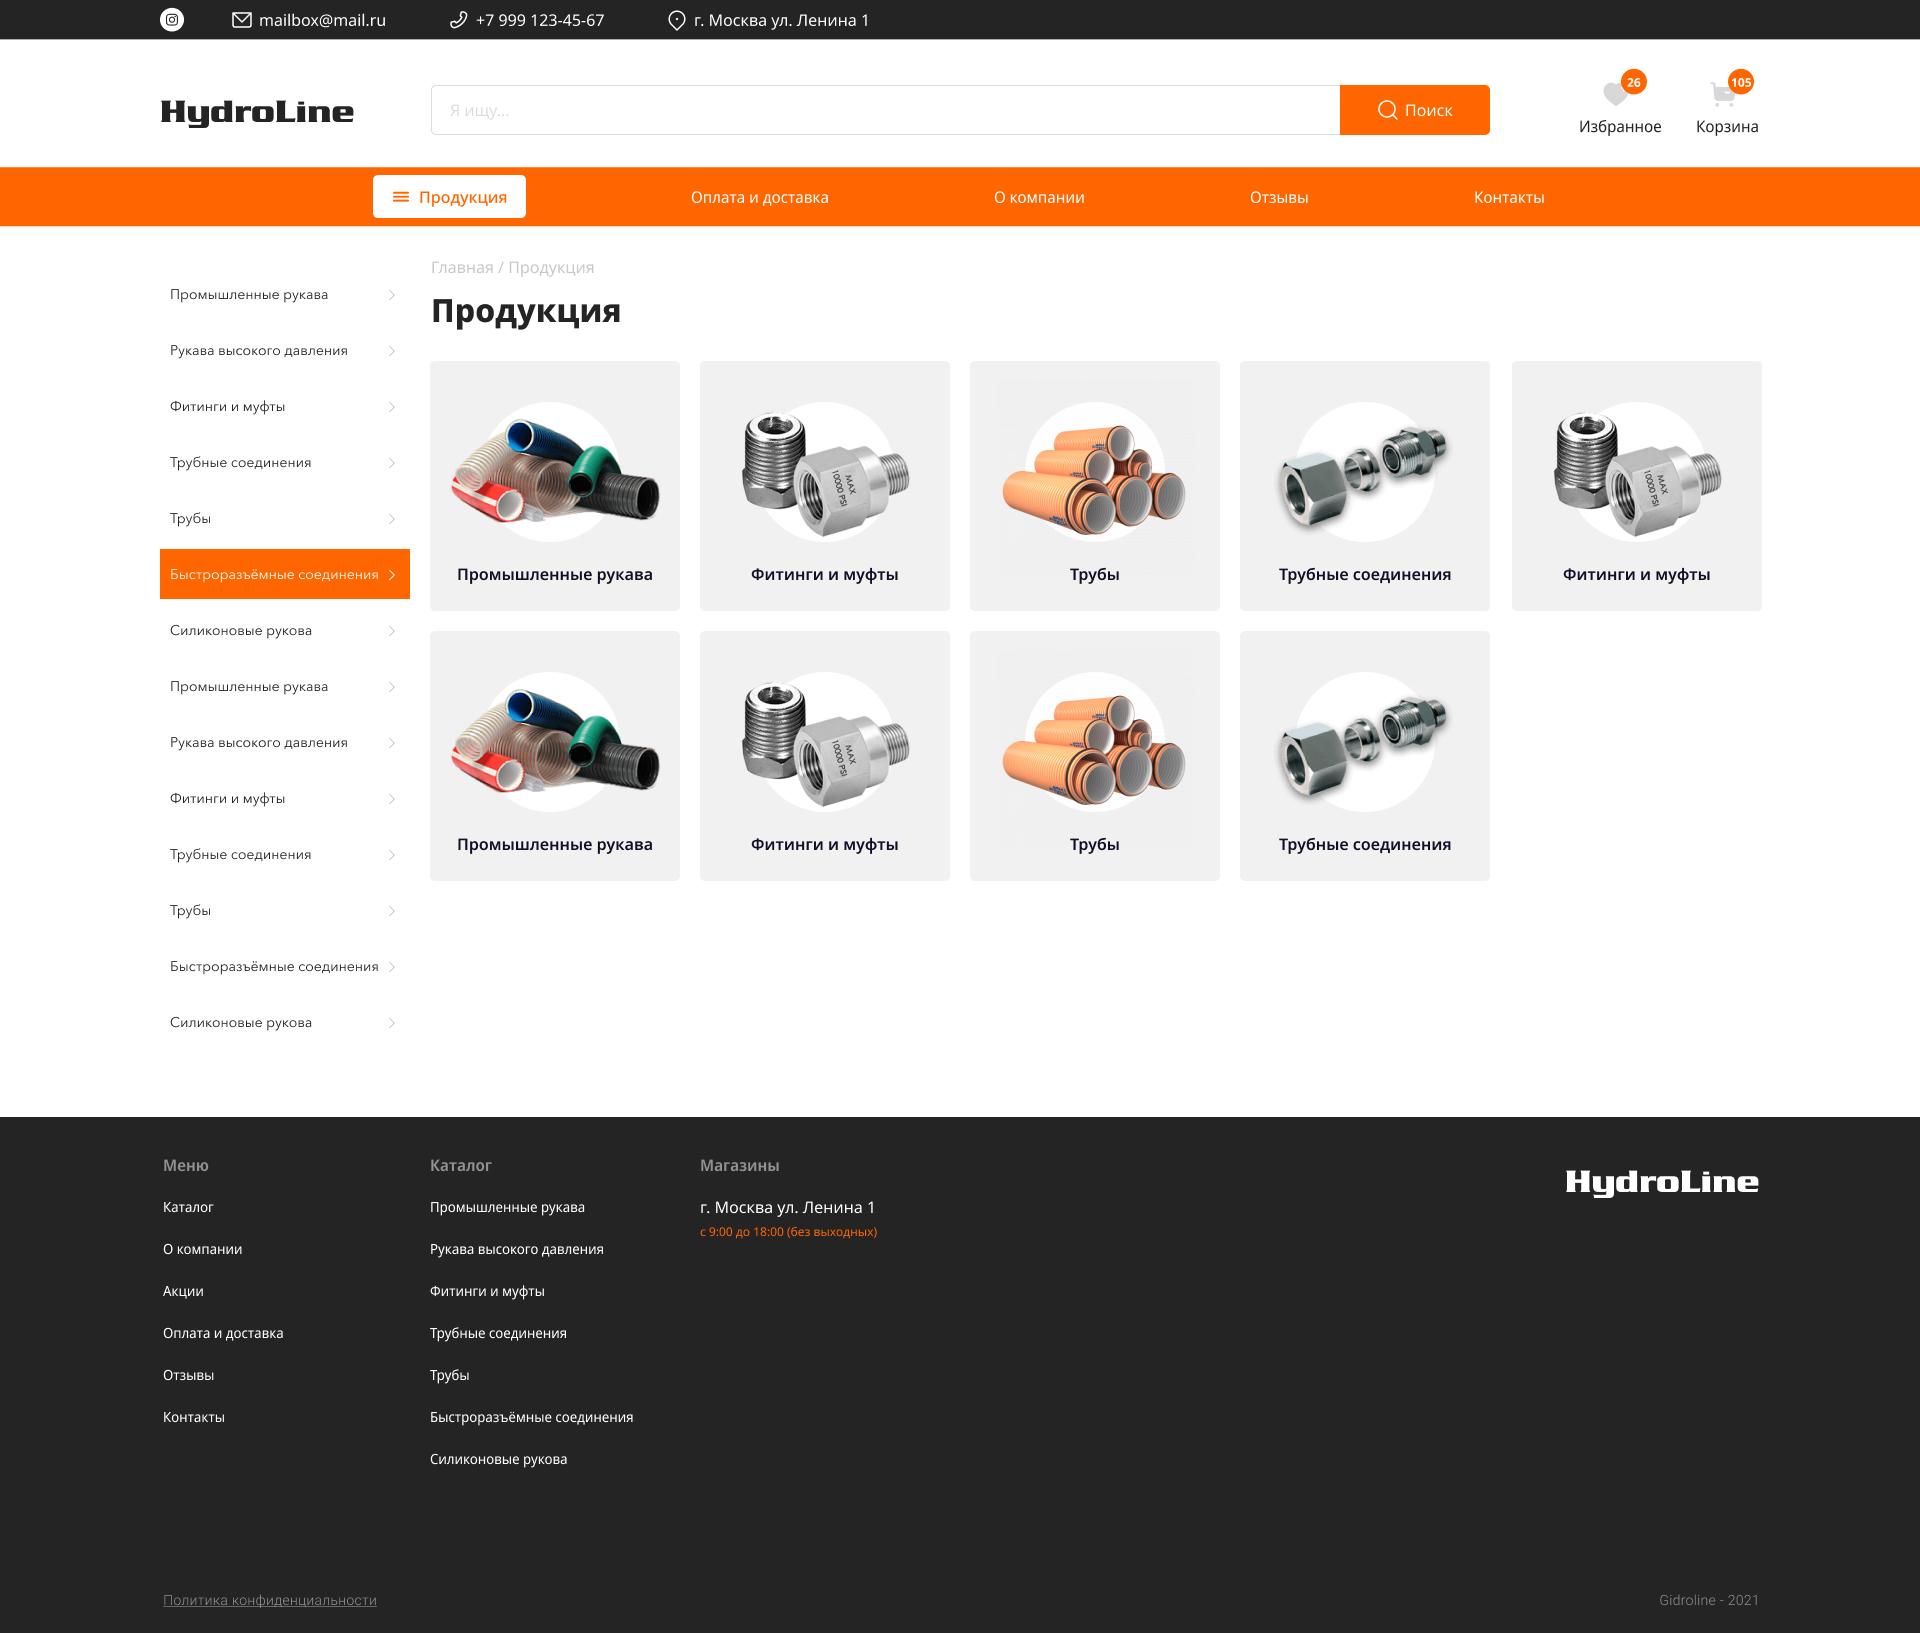 mailbox@mail.ru
+7 999 123-45-67
г. Москва ул. Ленина 1
HydroLine
Я ищу...
Поиск
26
Избранное
105
Корзина
Продукция
Оплата и доставка
О компании
Отзывы
Контакты
Главная / Продукция
Продукция
Промышленные рукава
Рукава высокого давления
Фитинги и муфты
Трубные соединения
Трубы
Быстроразъёмные соединения
Силиконовые рукова
Промышленные рукава
Рукава высокого давления
Фитинги и муфты
Трубные соединения
Трубы
Быстроразъёмные соединения
Силиконовые рукова
Промышленные рукава
MAX
10000 PSI
Фитинги и муфты
Трубы
Трубные соединения
MAX
10000 PSI
Фитинги и муфты
Промышленные рукава
MAX
10000 PSI
Фитинги и муфты
Трубы
Трубные соединения
Меню
Каталог
О компании
Акции
Оплата и доставка
Отзывы
Контакты
Каталог
Промышленные рукава
Рукава высокого давления
Фитинги и муфты
Трубные соединения
Трубы
Быстроразъёмные соединения
Силиконовые рукова
Магазины
г. Москва ул. Ленина 1
с 9:00 до 18:00 (без выходных)
HydroLine
Политика конфиденциальности
Gidroline - 2021